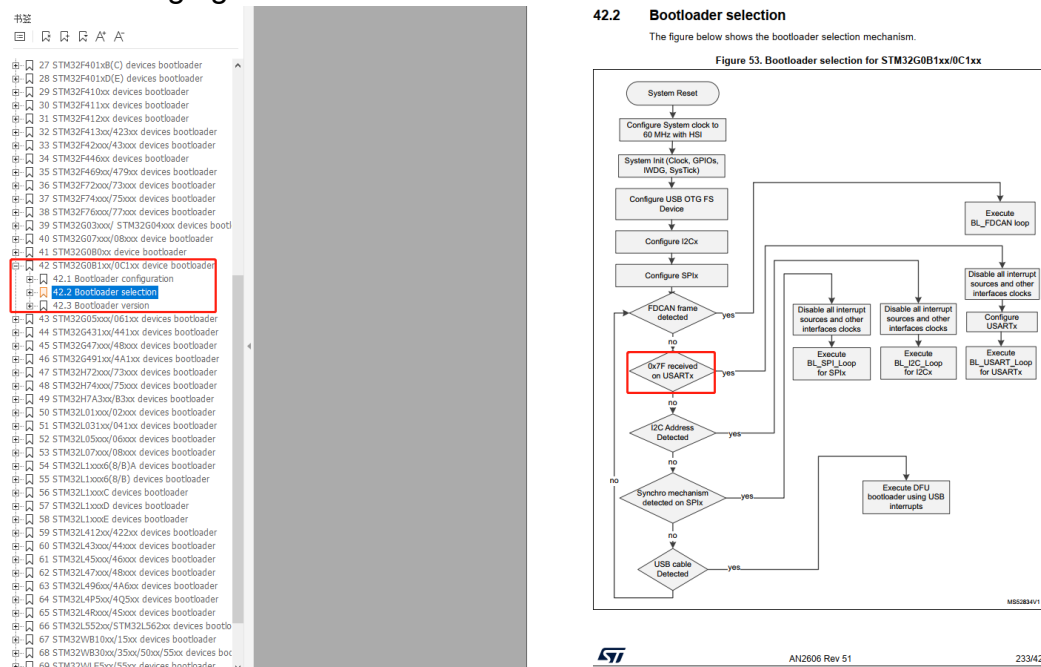 书签
A⁺ A⁻
27 STM32F401xB(C) devices bootloader
28 STM32F401xD(E) devices bootloader
29 STM32F410xx devices bootloader
30 STM32F411xx devices bootloader
31 STM32F412xx devices bootloader
32 STM32F413xx/423xx devices bootloader
33 STM32F42xxx/43xxx devices bootloader
34 STM32F446xx devices bootloader
35 STM32F469xx/479xx devices bootloader
36 STM32F72xxx/73xxx devices bootloader
37 STM32F74xxx/75xxx devices bootloader
38 STM32F76xxx/77xxx devices bootloader
39 STM32G03xxx/ STM32G04xxx devices bootl
40 STM32G07xxx/08xxx device bootloader
41 STM32G0B0xx device bootloader
42 STM32G0B1xx/0C1xx device bootloader
42.1 Bootloader configuration
42.2 Bootloader selection
42.3 Bootloader version
43 STM32G05xxx/061xx devices bootloader
44 STM32G431xx/441xx devices bootloader
45 STM32G47xxx/48xxx devices bootloader
46 STM32G491xx/4A1xx devices bootloader
47 STM32H72xxx/73xxx devices bootloader
48 STM32H74xxx/75xxx devices bootloader
49 STM32H7A3xx/B3xx devices bootloader
50 STM32L01xxx/02xxx devices bootloader
51 STM32L031xx/041xx devices bootloader
52 STM32L05xxx/06xxx devices bootloader
53 STM32L07xxx/08xxx devices bootloader
54 STM32L1xxx6(8/B)A devices bootloader
55 STM32L1xxx6(8/B) devices bootloader
56 STM32L1xxxC devices bootloader
57 STM32L1xxxD devices bootloader
58 STM32L1xxxE devices bootloader
59 STM32L412xx/422xx devices bootloader
60 STM32L43xxx/44xxx devices bootloader
61 STM32L45xxx/46xxx devices bootloader
62 STM32L47xxx/48xxx devices bootloader
63 STM32L496xx/4A6xx devices bootloader
64 STM32L4P5xx/4Q5xx devices bootloader
65 STM32L4Rxxx/4Sxxx devices bootloader
66 STM32L552xx/STM32L562xx devices bootlo
67 STM32WB10xx/15xx devices bootloader
68 STM32WB30xx/35xx/50xx/55xx devices boo
69 STM32WLE5xx/55xx devices bootloader
42.2 Bootloader selection
The figure below shows the bootloader selection mechanism.
Figure 53. Bootloader selection for STM32G0B1xx/0C1xx
System Reset
Configure System clock to
60 MHz with HSI
System Init (Clock, GPIOs,
IWDG, SysTick)
Configure USB OTG FS
Device
Configure I2Cx
Configure SPIx
FDCAN frame
detected
yes
no
0x7F received
on USARTx
yes
no
I2C Address
Detected
yes
no
no
Synchro mechanism
detected on SPIx
yes
no
USB cable
Detected
yes
Execute
BL_FDCAN loop
Disable all interrupt
sources and other
interfaces clocks
Configure
USARTx
Execute
BL_USART_Loop
for USARTx
Disable all interrupt
sources and other
interfaces clocks
Execute
BL_I2C_Loop
for I2Cx
Disable all interrupt
sources and other
interfaces clocks
Execute
BL_SPI_Loop
for SPIx
Execute DFU
bootloader using USB
interrupts
MS52834V1
ST
AN2606 Rev 51
233/42